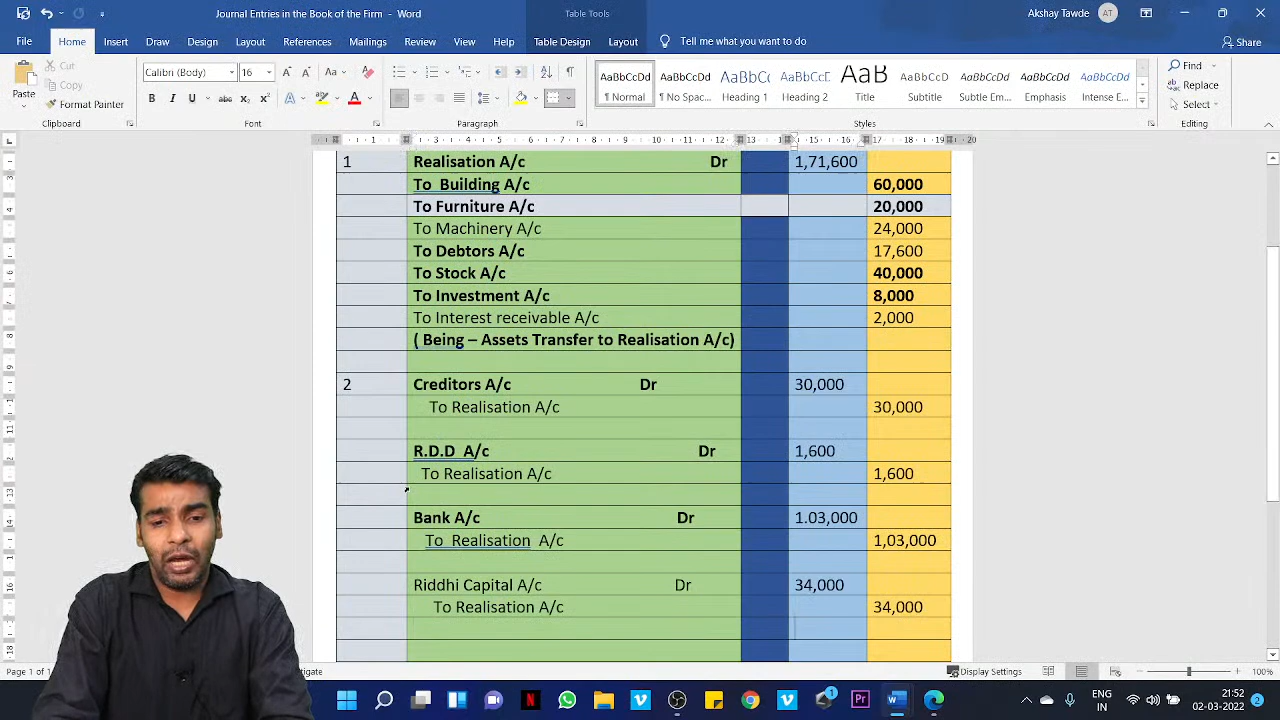 Journal Entries of the Firm - Word
Table Tools
Akshay Tawde AT
File Home Insert Draw Design Layout References Mailings Review View Help Table Design Layout Tell me what you want to do Share
Paste
Cut
Copy
Format Painter
Clipboard
Calibri (Body) 16
Font
Paragraph
AaBbCcDd AaBbCcDd AaBbC( AaBbCcC AaB AaBbCcD AaBbCcDd AaBbCcDd AaBbCcDd
¶ Normal ¶ No Spac... Heading 1 Heading 2 Title Subtitle Subtle Em... Emphasis Intense E...
Styles
Find
Replace
Select
Editing
1 Realisation A/c Dr 1,71,600
To Building A/c 60,000
To Furniture A/c 20,000
To Machinery A/c 24,000
To Debtors A/c 17,600
To Stock A/c 40,000
To Investment A/c 8,000
To Interest receivable A/c 2,000
( Being – Assets Transfer to Realisation A/c)
2 Creditors A/c Dr 30,000
To Realisation A/c 30,000
R.D.D A/c Dr 1,600
To Realisation A/c 1,600
Bank A/c Dr 1.03,000
To Realisation A/c 1,03,000
Riddhi Capital A/c Dr 34,000
To Realisation A/c 34,000
Page 1 of 1
Display Settings
100%
ENG
IN
21:52
02-03-2022